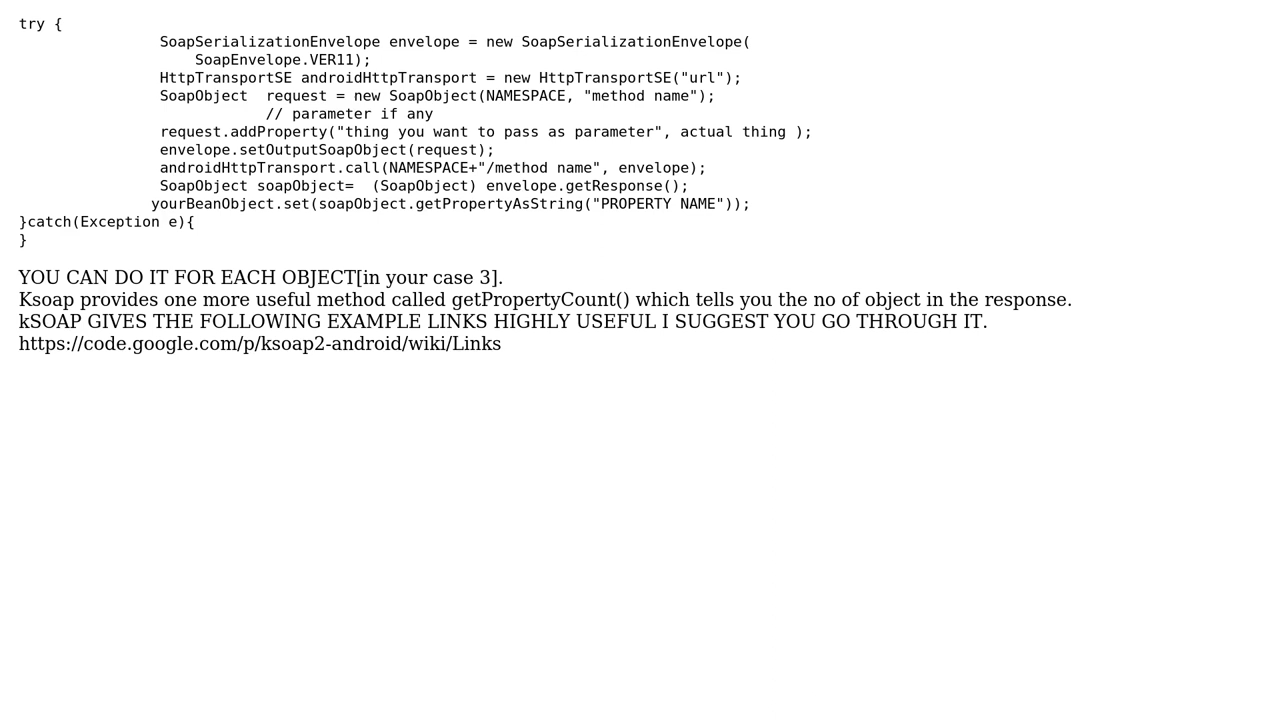 try {
                SoapSerializationEnvelope envelope = new SoapSerializationEnvelope(
                    SoapEnvelope.VER11);
                HttpTransportSE androidHttpTransport = new HttpTransportSE("url");
                SoapObject  request = new SoapObject(NAMESPACE, "method name");
                            // parameter if any
                request.addProperty("thing you want to pass as parameter", actual thing );
                envelope.setOutputSoapObject(request);
                androidHttpTransport.call(NAMESPACE+"/method name", envelope);
                SoapObject soapObject=  (SoapObject) envelope.getResponse();
               yourBeanObject.set(soapObject.getPropertyAsString("PROPERTY NAME"));
}catch(Exception e){
}
YOU CAN DO IT FOR EACH OBJECT[in your case 3].
Ksoap provides one more useful method called getPropertyCount() which tells you the no of object in the response.
kSOAP GIVES THE FOLLOWING EXAMPLE LINKS HIGHLY USEFUL I SUGGEST YOU GO THROUGH IT.
https://code.google.com/p/ksoap2-android/wiki/Links